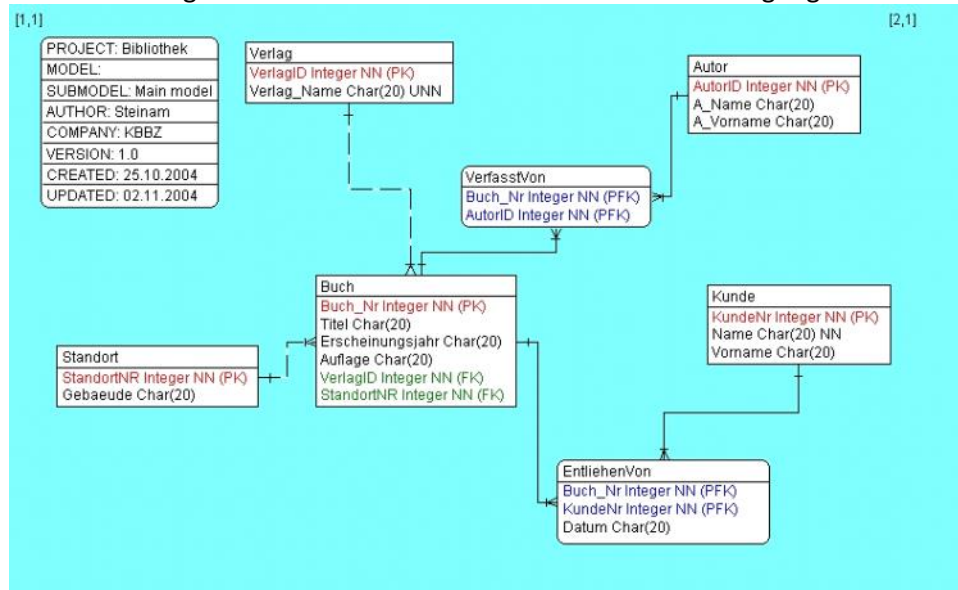 [1,1]
[2,1]
PROJECT: Bibliothek
MODEL:
SUBMODEL: Main model
AUTHOR: Steinam
COMPANY: KBBZ
VERSION: 1.0
CREATED: 25.10.2004
UPDATED: 02.11.2004
Verlag
VerlagID Integer NN (PK)
Verlag_Name Char(20) UNN
Autor
AutorID Integer NN (PK)
A_Name Char(20)
A_Vorname Char(20)
VerfasstVon
Buch_Nr Integer NN (PFK)
AutorID Integer NN (PFK)
Buch
Buch_Nr Integer NN (PK)
Titel Char(20)
Erscheinungsjahr Char(20)
Auflage Char(20)
VerlagID Integer NN (FK)
StandortNR Integer NN (FK)
Kunde
KundeNr Integer NN (PK)
Name Char(20) NN
Vorname Char(20)
Standort
StandortNR Integer NN (PK)
Gebaeude Char(20)
EntliehenVon
Buch_Nr Integer NN (PFK)
KundeNr Integer NN (PFK)
Datum Char(20)